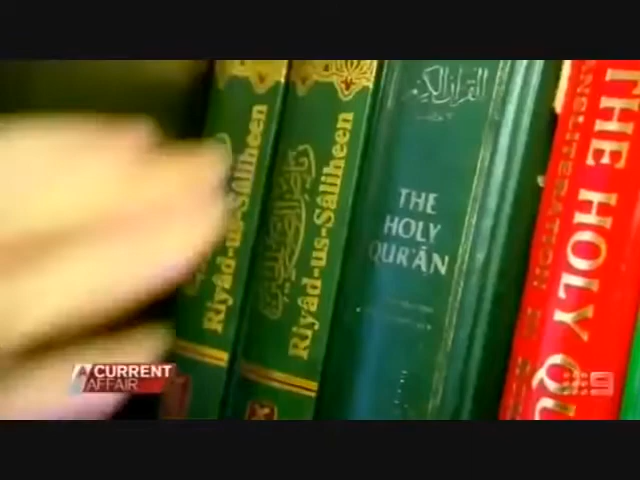 Riyâd-us-Sâliheen
Riyâd-us-Sâliheen
رياض الصالحين
القرآن الكريم
THE
HOLY
QUR'ĀN
TRANSLITERATION
THE HOLY QU
A CURRENT
AFFAIR
9